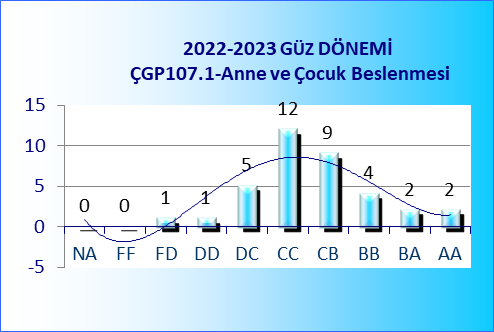 2022-2023 GÜZ DÖNEMİ
ÇGP107.1-Anne ve Çocuk Beslenmesi
15
10
5
0
-5
0 0 1 1 5 12 9 4 2 2
NA FF FD DD DC CC CB BB BA AA